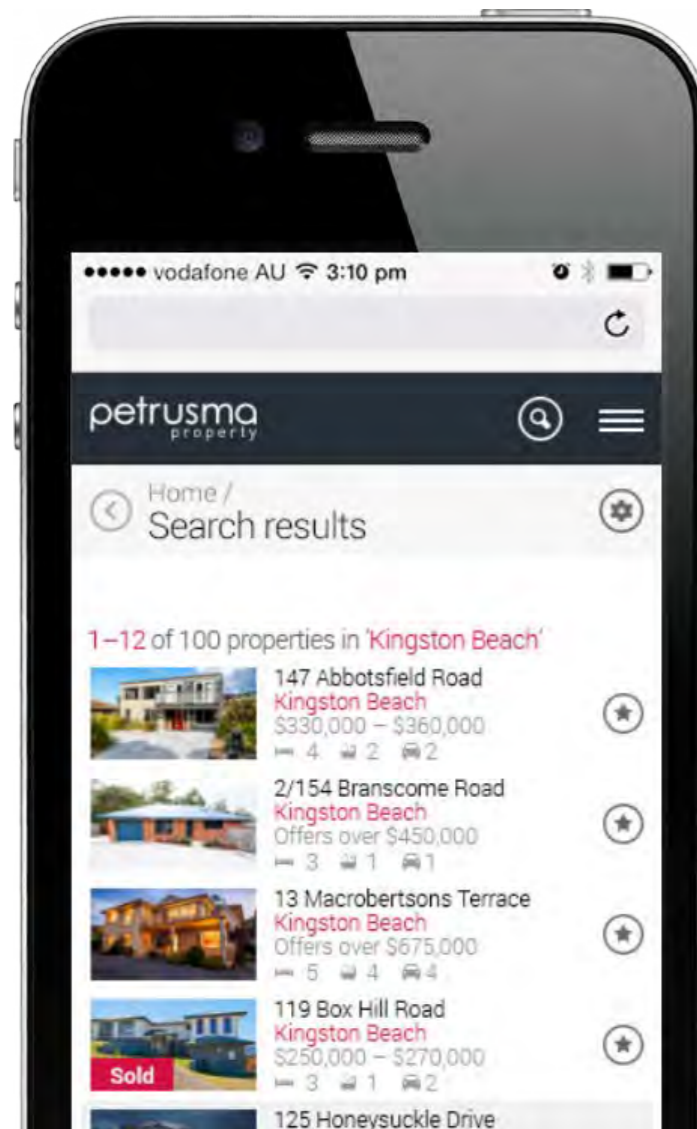 vodafone AU 3:10 pm
petrusma
property
Home /
Search results
1–12 of 100 properties in 'Kingston Beach'
147 Abbotsfield Road
Kingston Beach
$330,000 – $360,000
4 2 2
2/154 Branscome Road
Kingston Beach
Offers over $450,000
3 1 1
13 Macrobertsons Terrace
Kingston Beach
Offers over $675,000
5 4 4
119 Box Hill Road
Kingston Beach
$250,000 – $270,000
Sold
3 1 2
125 Honeysuckle Drive